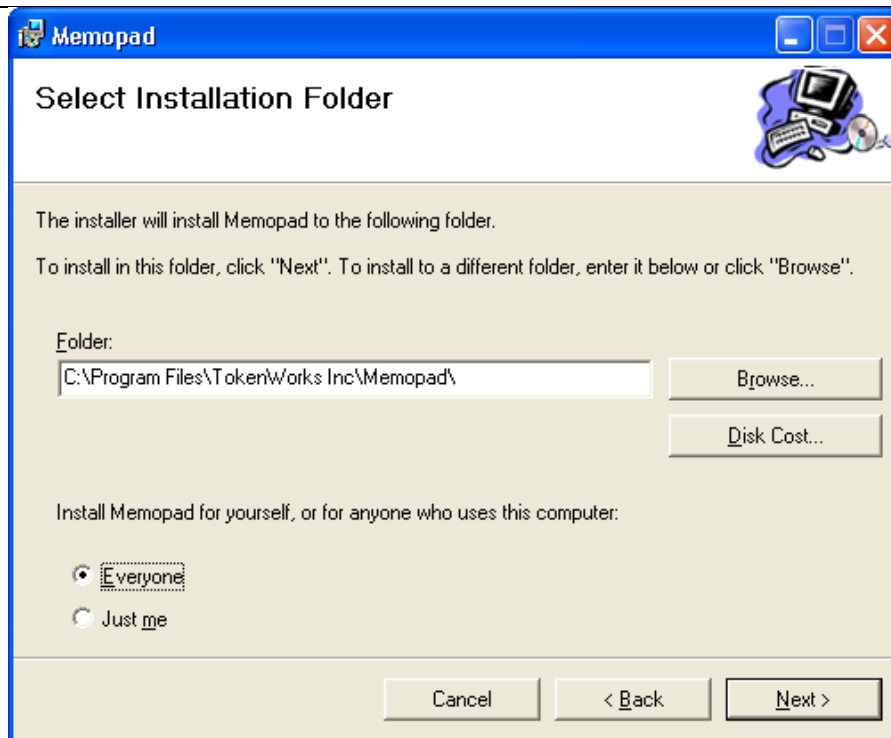 Memopad
Select Installation Folder
The installer will install Memopad to the following folder.
To install in this folder, click "Next". To install to a different folder, enter it below or click "Browse".
Folder:
C:\Program Files\TokenWorks Inc\Memopad\
Browse...
Disk Cost...
Install Memopad for yourself, or for anyone who uses this computer:
Everyone
Just me
Cancel
< Back
Next >